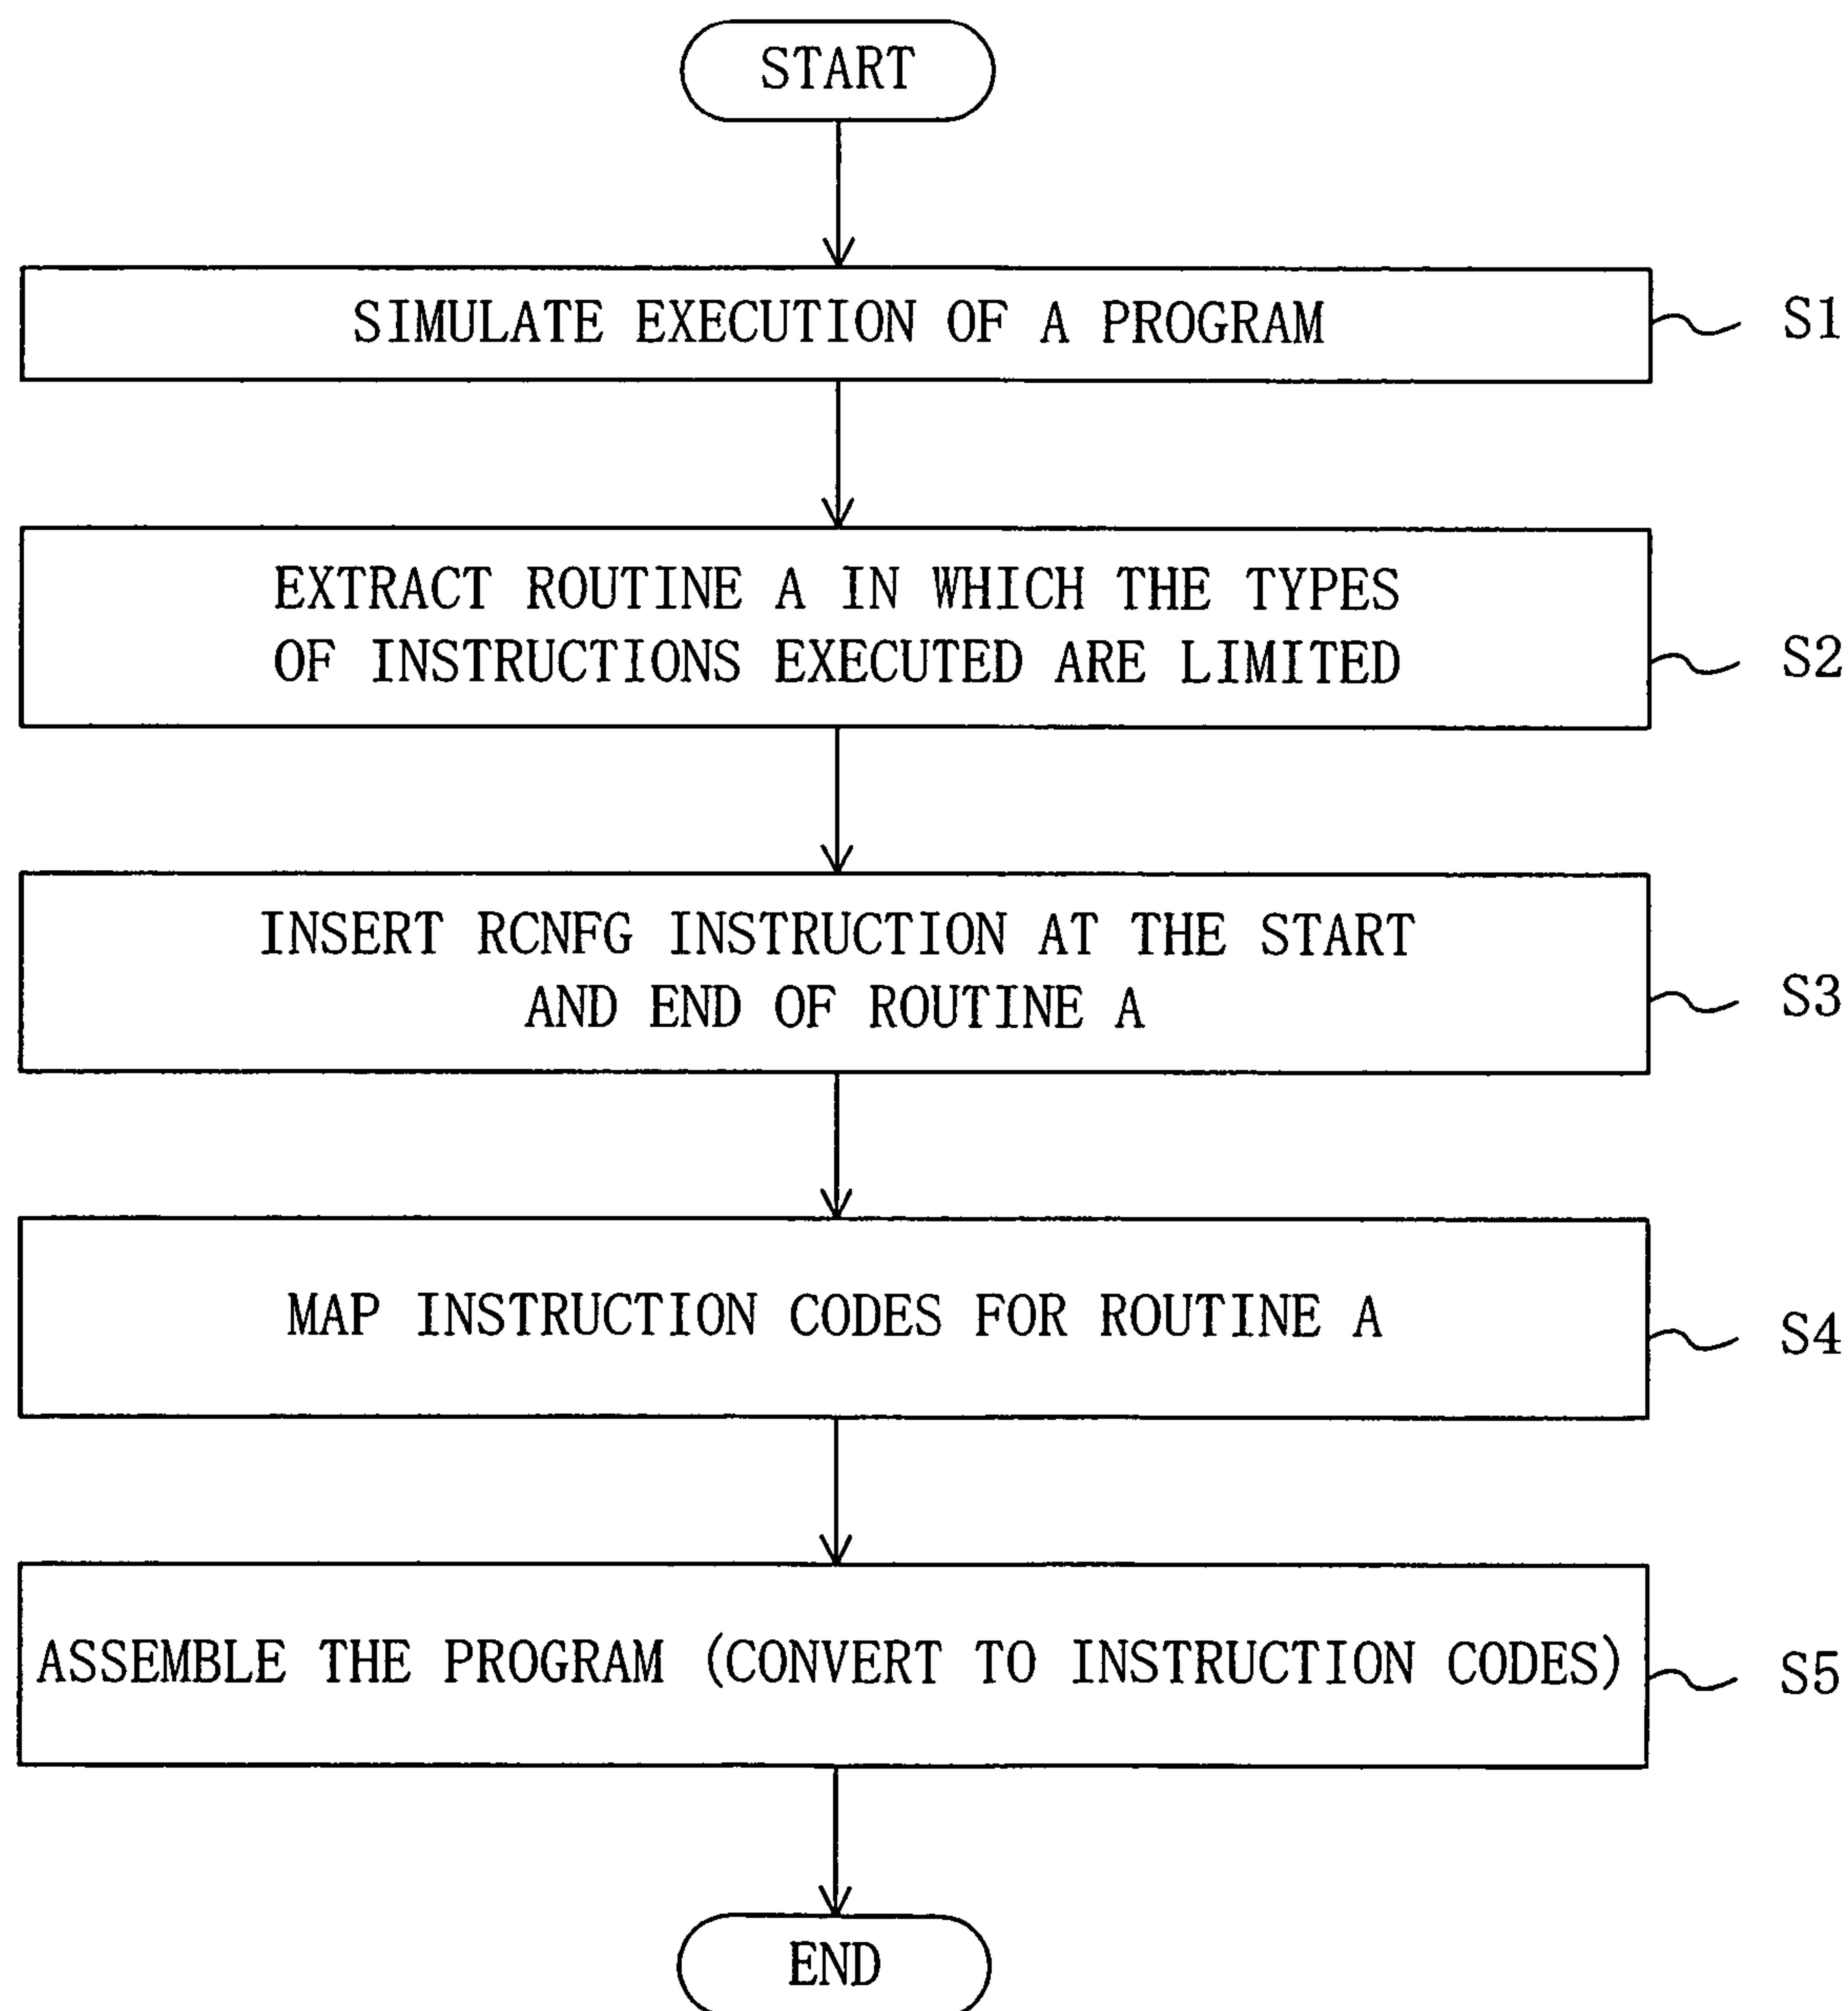 START
SIMULATE EXECUTION OF A PROGRAM
S1
EXTRACT ROUTINE A IN WHICH THE TYPES
OF INSTRUCTIONS EXECUTED ARE LIMITED
S2
INSERT RCNFG INSTRUCTION AT THE START
AND END OF ROUTINE A
S3
MAP INSTRUCTION CODES FOR ROUTINE A
S4
ASSEMBLE THE PROGRAM (CONVERT TO INSTRUCTION CODES)
S5
END